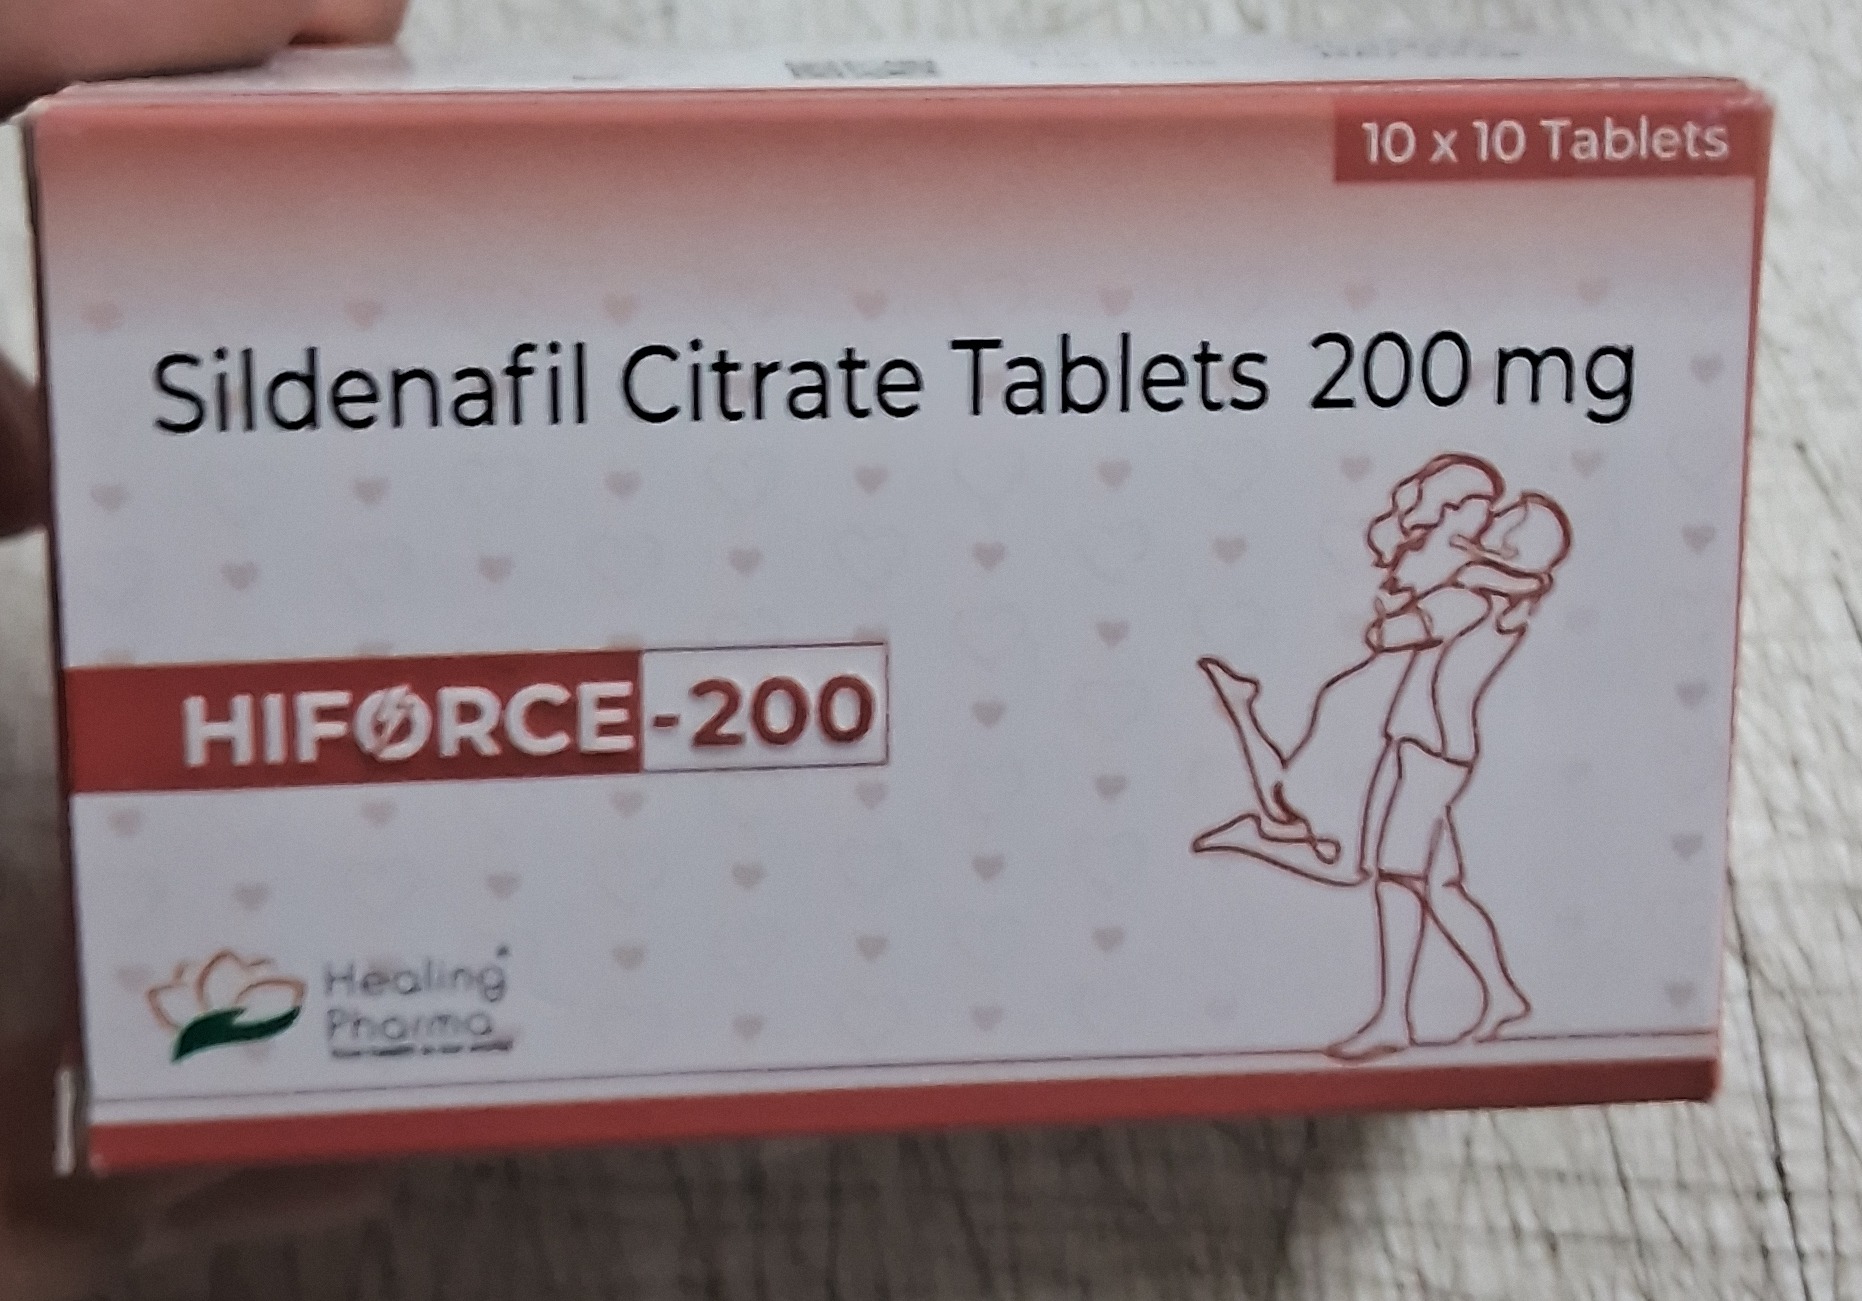 10 x 10 Tablets
Sildenafil Citrate Tablets 200 mg
HIFORCE-200
Healing
Pharma